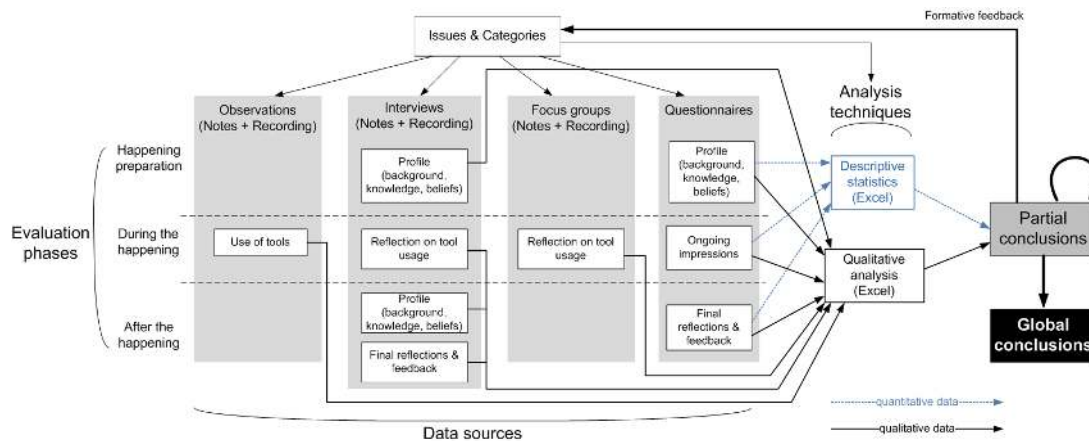 Formative feedback
Issues & Categories
Analysis
techniques
Observations
(Notes + Recording)
Interviews
(Notes + Recording)
Focus groups
(Notes + Recording)
Questionnaires
Evaluation
phases
Happening
preparation
Profile
(background,
knowledge, beliefs)
Profile
(background,
knowledge,
beliefs)
Descriptive
statistics
(Excel)
Partial
conclusions
During the
happening
Use of tools
Reflection on tool
usage
Reflection on tool
usage
Ongoing
impressions
Qualitative
analysis
(Excel)
After the
happening
Profile
(background,
knowledge, beliefs)
Final reflections &
feedback
Final
reflections &
feedback
Global
conclusions
quantitative data
qualitative data
Data sources